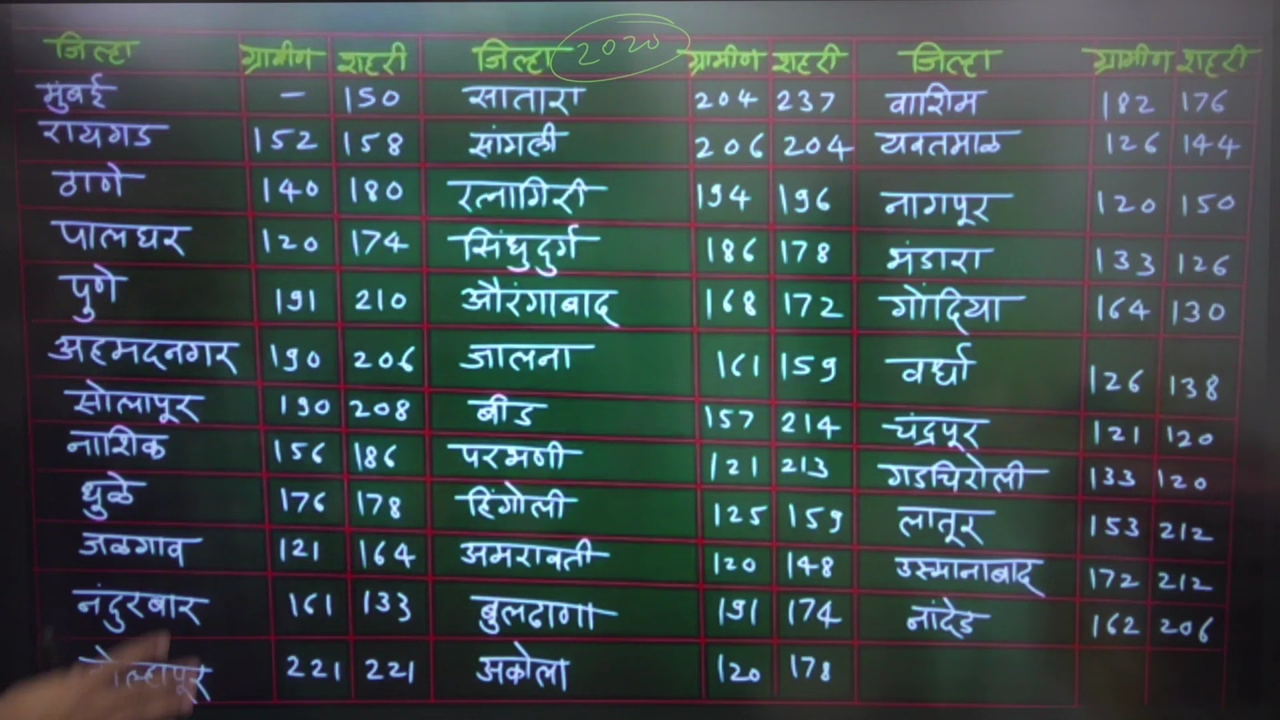 जिल्हा ग्रामीण शहरी जिल्हा 2020 ग्रामीण शहरी जिल्हा ग्रामीण शहरी
मुंबई – 150 सातारा 204 237 वाशिम 182 176
रायगड 152 158 सांगली 206 204 यवतमाळ 126 144
ठाणे 140 180 रत्नागिरी 194 196 नागपूर 120 150
पालघर 120 174 सिंधुदुर्ग 186 178 भंडारा 133 126
पुणे 191 210 औरंगाबाद 168 172 गोंदिया 164 130
अहमदनगर 190 206 जालना 161 159 वर्धा 126 138
सोलापूर 190 208 बीड 157 214 चंद्रपूर 121 120
नाशिक 156 186 परभणी 121 213 गडचिरोली 133 120
धुळे 176 178 हिंगोली 125 159 लातूर 153 212
जळगाव 121 164 अमरावती 120 148 उस्मानाबाद 172 212
नंदुरबार 161 133 बुलढाणा 191 174 नांदेड 162 206
कोल्हापूर 221 221 अकोला 120 178